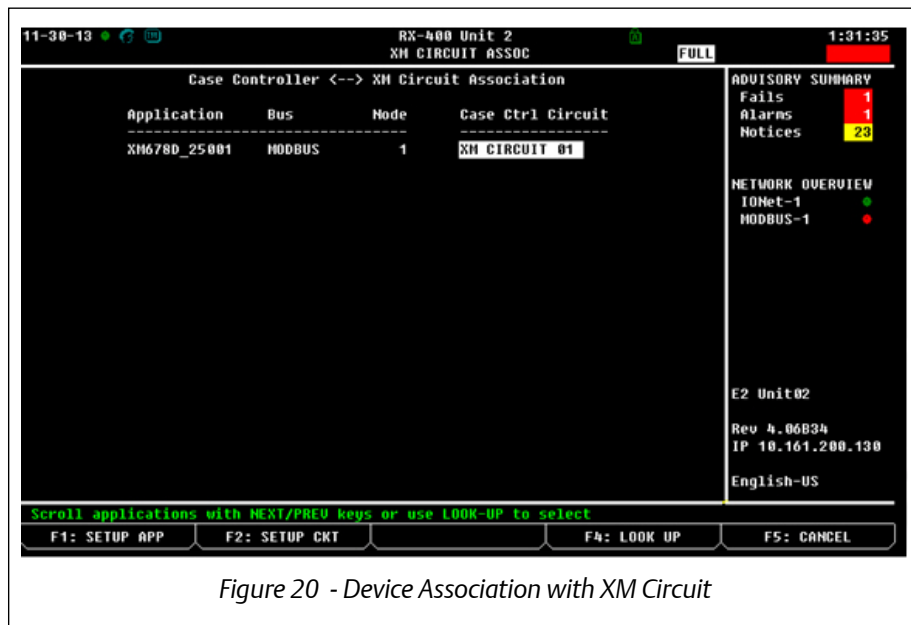 11-30-13 RX-400 Unit 2 1:31:35
XM CIRCUIT ASSOC FULL
Case Controller <--> XM Circuit Association
Application Bus Node Case Ctrl Circuit
XM678D_25001 MODBUS 1 XM CIRCUIT 01
ADVISORY SUMMARY
Fails 1
Alarms 1
Notices 23
NETWORK OVERVIEW
IONet-1
MODBUS-1
E2 Unit02
Rev 4.06B34
IP 10.161.200.130
English-US
Scroll applications with NEXT/PREV keys or use LOOK-UP to select
F1: SETUP APP F2: SETUP CKT F4: LOOK UP F5: CANCEL
Figure 20 - Device Association with XM Circuit